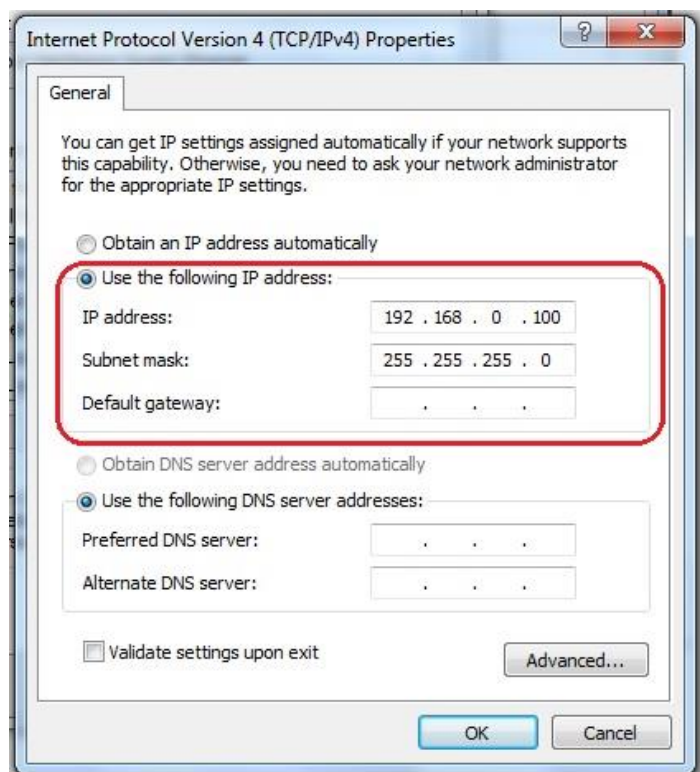 Internet Protocol Version 4 (TCP/IPv4) Properties
General
You can get IP settings assigned automatically if your network supports
this capability. Otherwise, you need to ask your network administrator
for the appropriate IP settings.
Obtain an IP address automatically
Use the following IP address:
IP address: 192 . 168 . 0 . 100
Subnet mask: 255 . 255 . 255 . 0
Default gateway: . . .
Obtain DNS server address automatically
Use the following DNS server addresses:
Preferred DNS server: . . .
Alternate DNS server: . . .
Validate settings upon exit
Advanced...
OK Cancel